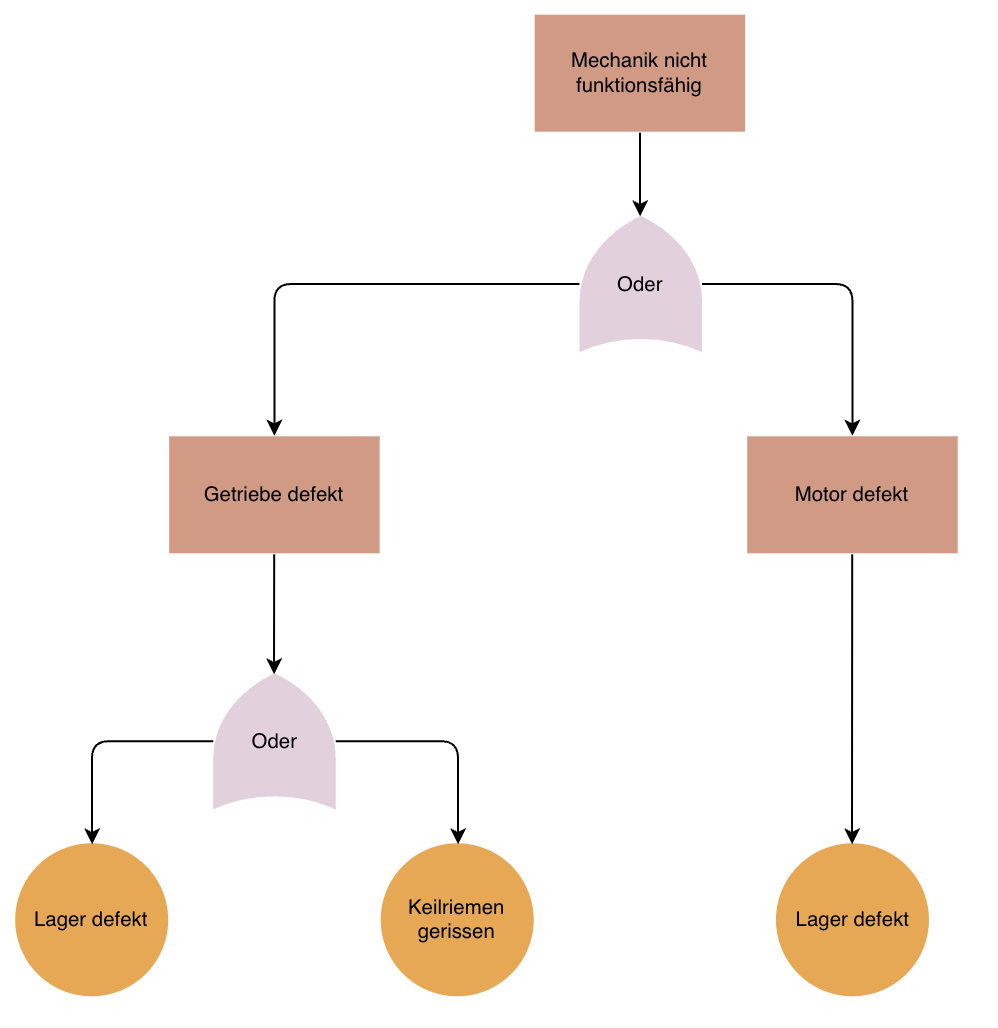 Mechanik nicht
funktionsfähig
Oder
Getriebe defekt
Motor defekt
Oder
Lager defekt
Keilriemen
gerissen
Lager defekt